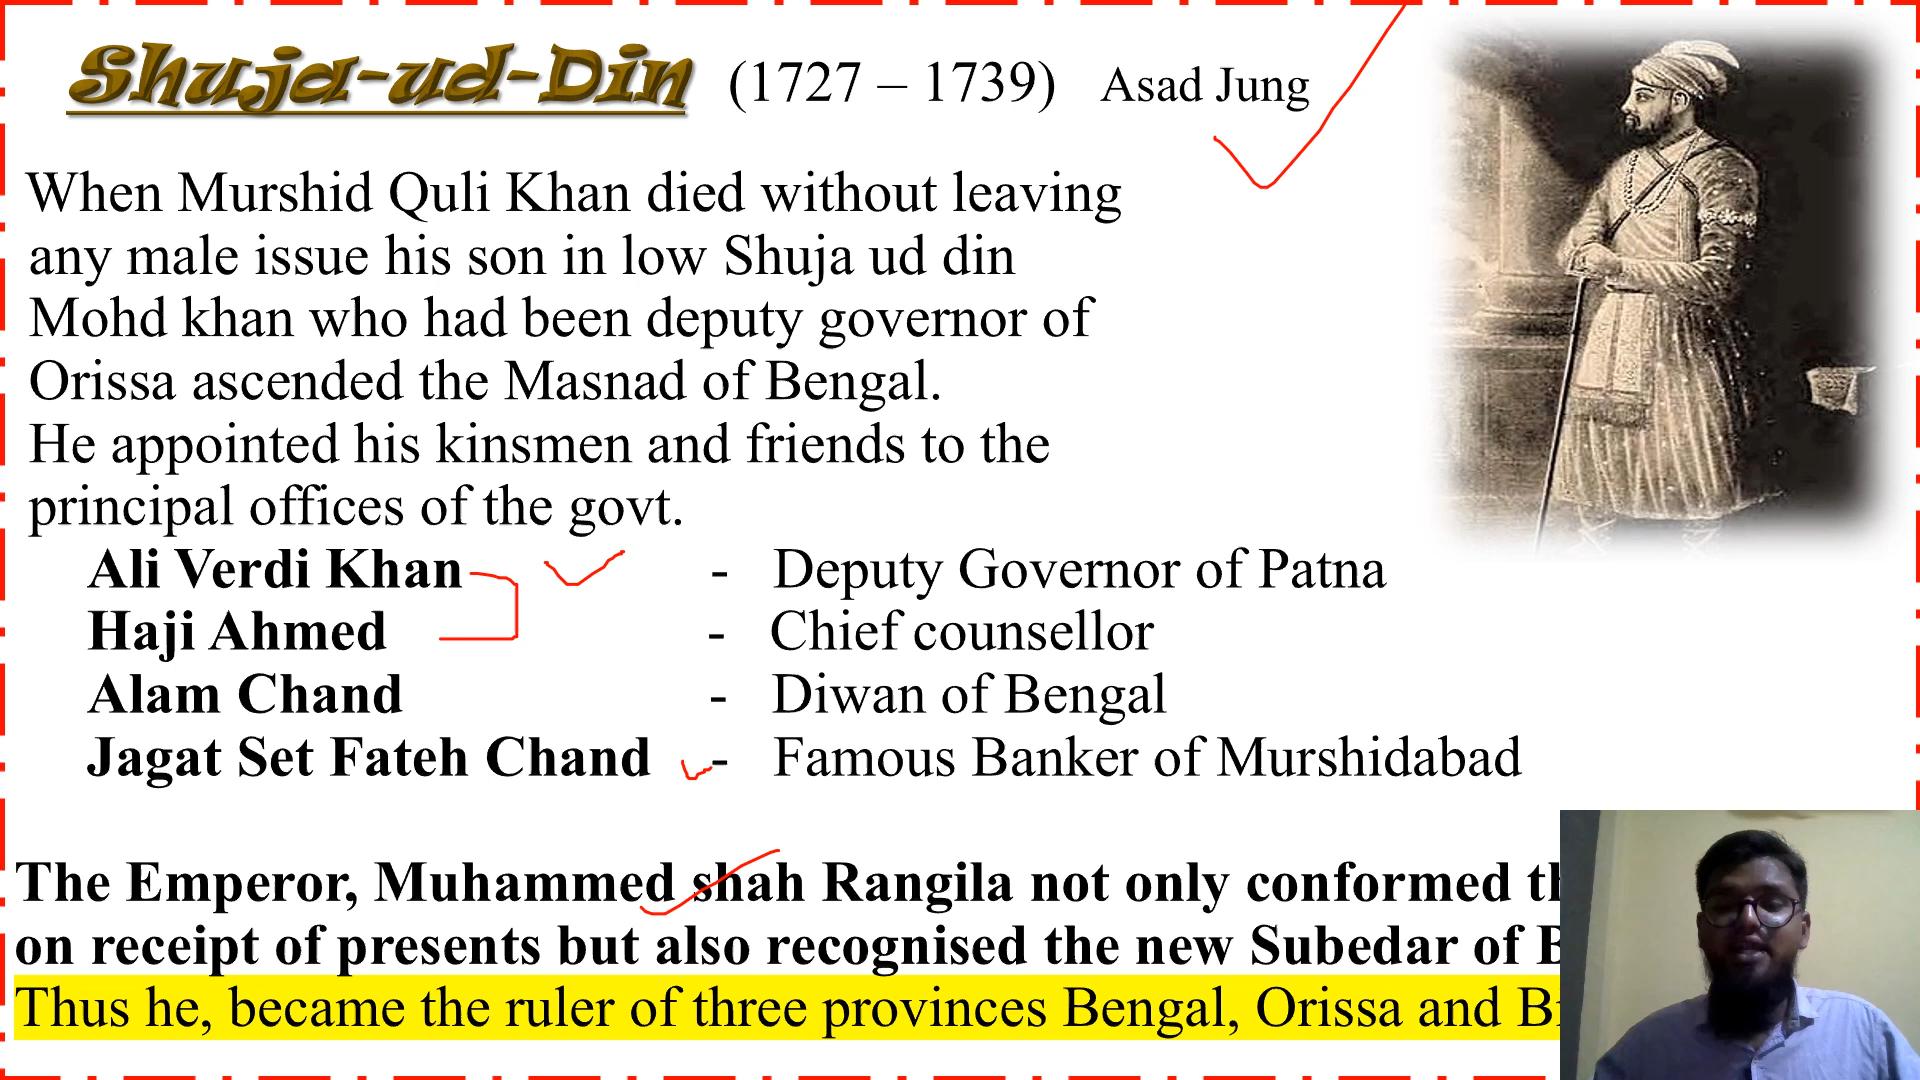 Shuja-ud-Din (1727 – 1739) Asad Jung
When Murshid Quli Khan died without leaving
any male issue his son in low Shuja ud din
Mohd khan who had been deputy governor of
Orissa ascended the Masnad of Bengal.
He appointed his kinsmen and friends to the
principal offices of the govt.
Ali Verdi Khan - Deputy Governor of Patna
Haji Ahmed - Chief counsellor
Alam Chand - Diwan of Bengal
Jagat Set Fateh Chand - Famous Banker of Murshidabad
The Emperor, Muhammed shah Rangila not only conformed
on receipt of presents but also recognised the new Subedar of
Thus he, became the ruler of three provinces Bengal, Orissa and